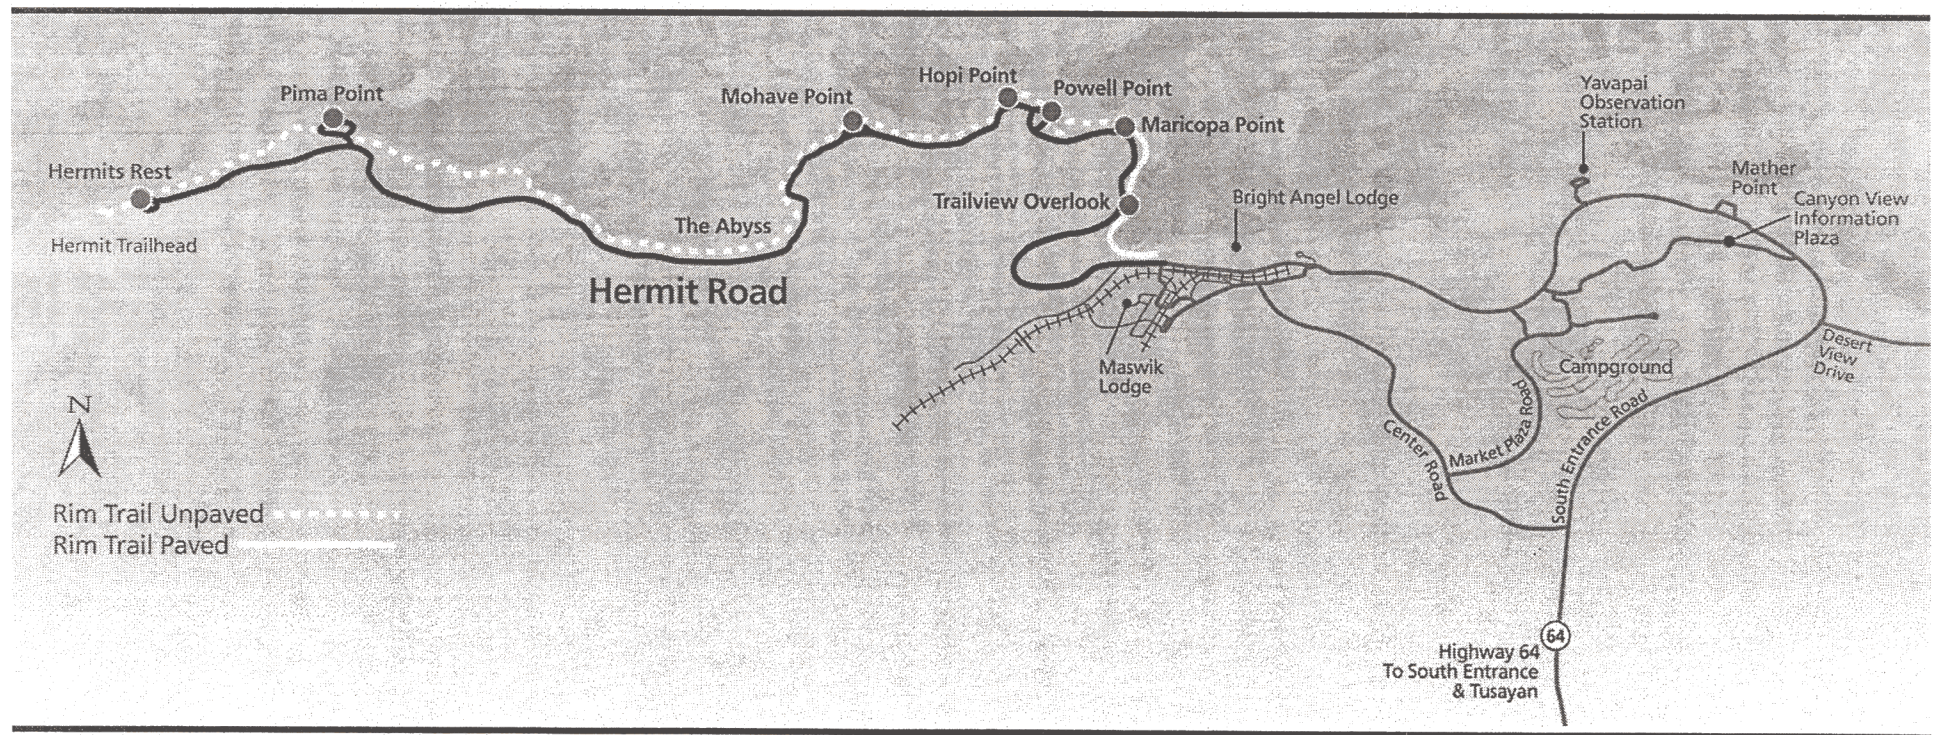 Hopi Point
Powell Point
Pima Point
Mohave Point
Maricopa Point
Yavapai
Observation
Station
Hermits Rest
Mather
Point
Trailview Overlook
Bright Angel Lodge
Canyon View
Information
Plaza
The Abyss
Hermit Trailhead
Hermit Road
Maswik
Lodge
Campground
Desert
View
Drive
N
Center Road
Market Plaza Road
South Entrance Road
Rim Trail Unpaved
Rim Trail Paved
64
Highway 64
To South Entrance
& Tusayan